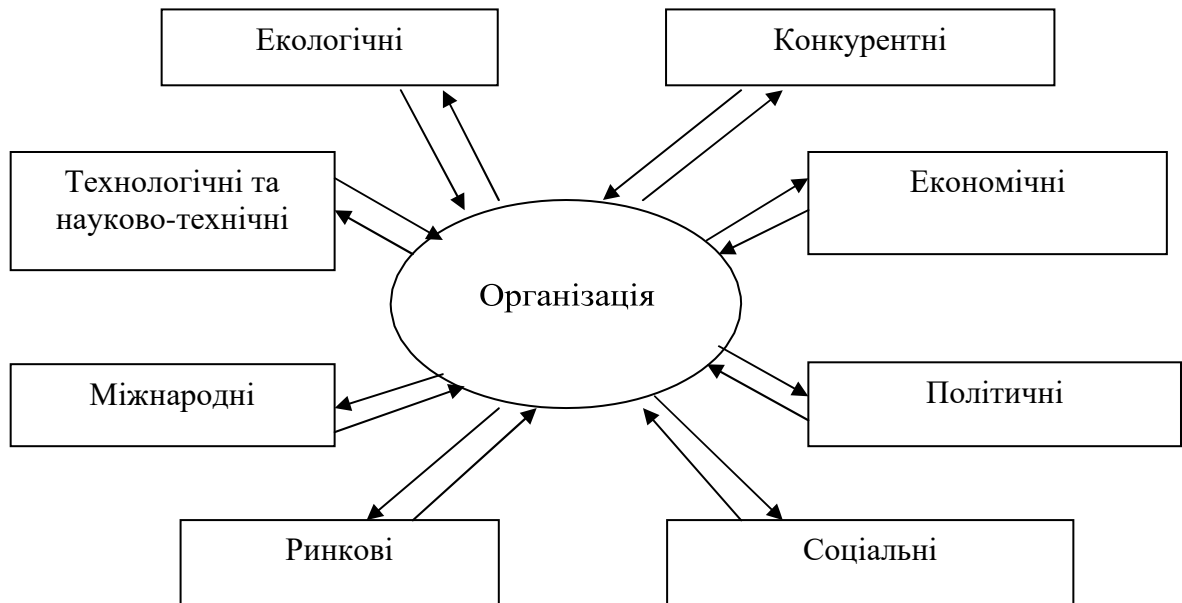 Екологічні
Конкурентні
Технологічні та
науково-технічні
Економічні
Організація
Міжнародні
Політичні
Ринкові
Соціальні